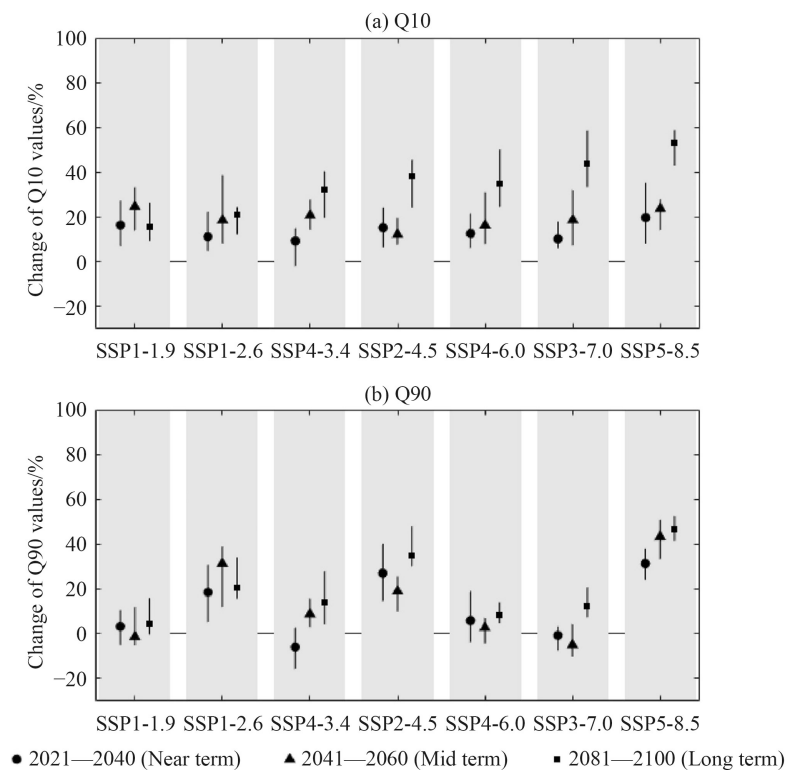 (a) Q10
100
80
60
40
20
0
−20
Change of Q10 values/%
SSP1-1.9 SSP1-2.6 SSP4-3.4 SSP2-4.5 SSP4-6.0 SSP3-7.0 SSP5-8.5
(b) Q90
100
80
60
40
20
0
−20
Change of Q90 values/%
SSP1-1.9 SSP1-2.6 SSP4-3.4 SSP2-4.5 SSP4-6.0 SSP3-7.0 SSP5-8.5
2021—2040 (Near term) 2041—2060 (Mid term) 2081—2100 (Long term)